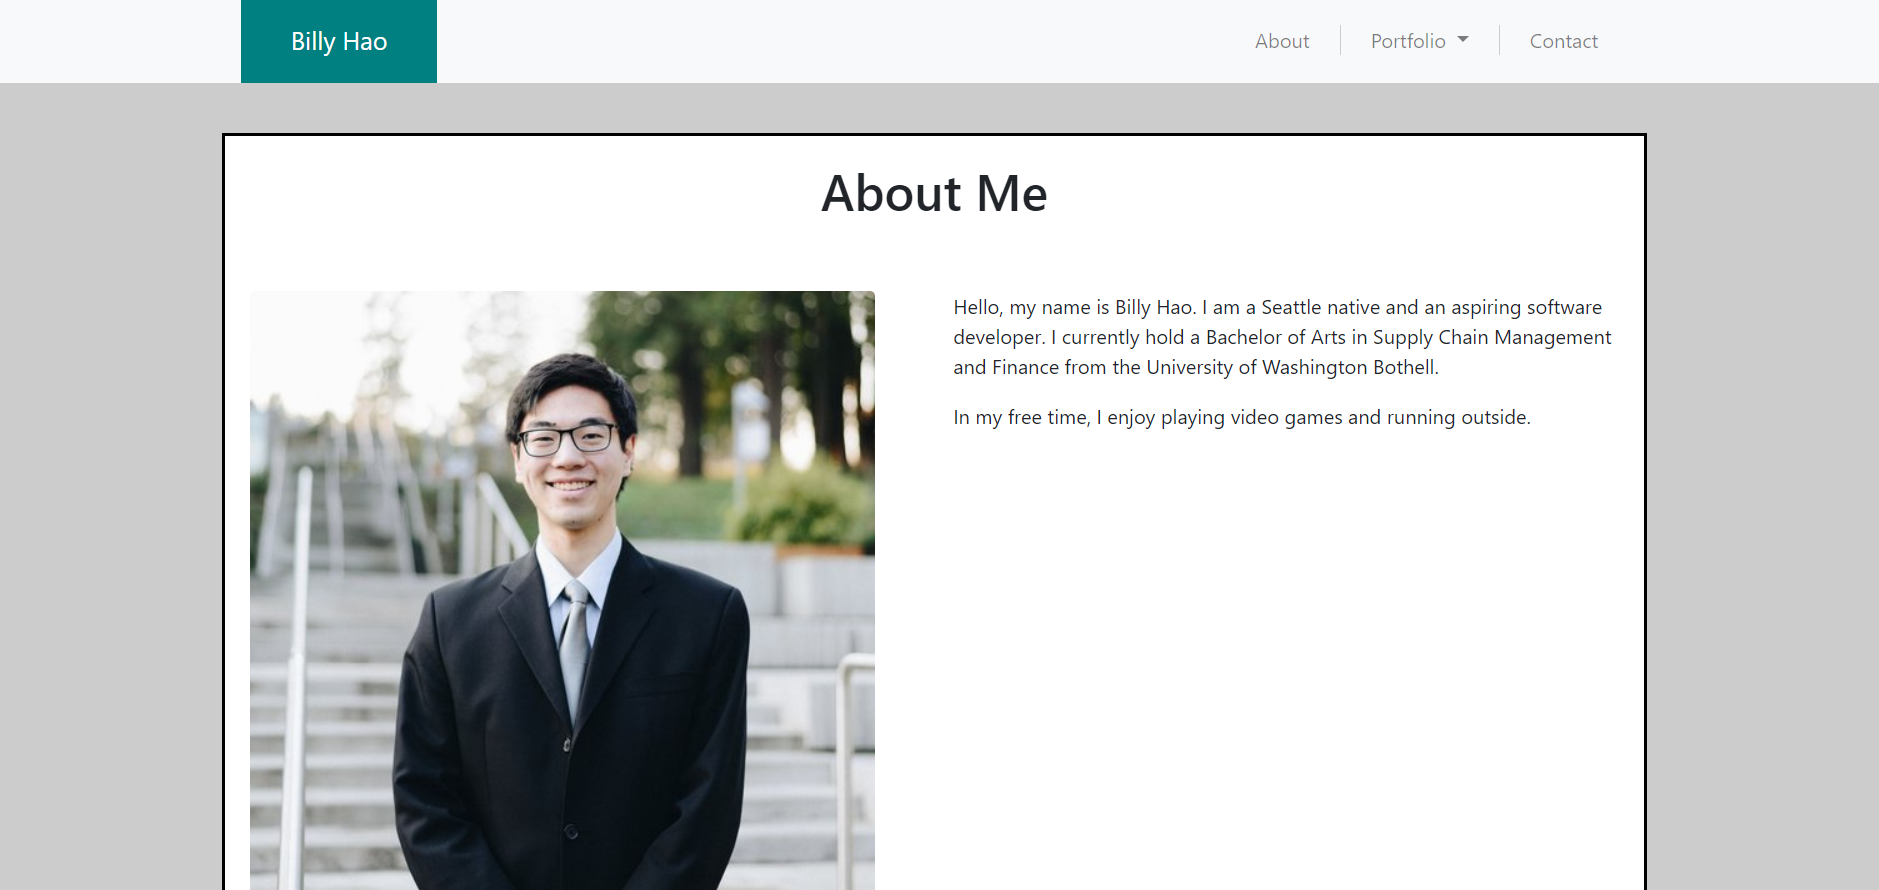 Billy Hao
About
Portfolio
Contact
About Me
Hello, my name is Billy Hao. I am a Seattle native and an aspiring software
developer. I currently hold a Bachelor of Arts in Supply Chain Management
and Finance from the University of Washington Bothell.
In my free time, I enjoy playing video games and running outside.